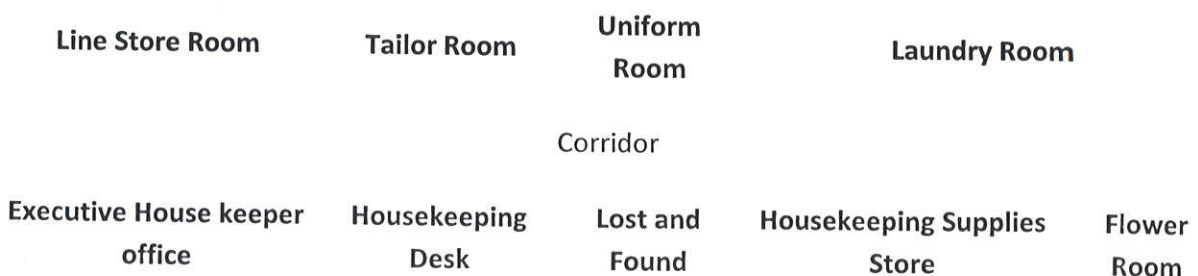 Line Store Room
Tailor Room
Uniform
Room
Laundry Room
Corridor
Executive House keeper
office
Housekeeping
Desk
Lost and
Found
Housekeeping Supplies
Store
Flower
Room